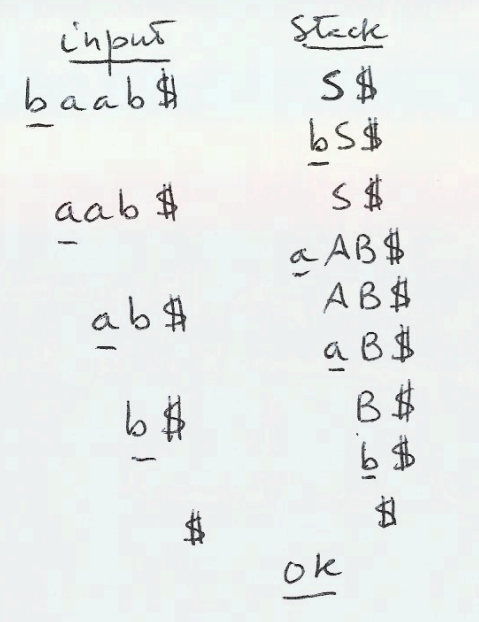 input Stack
baab$ S$
bS$
aab$ S$
aAB$
AB$
ab$ aB$
b$ B$
b$
$ $
ok